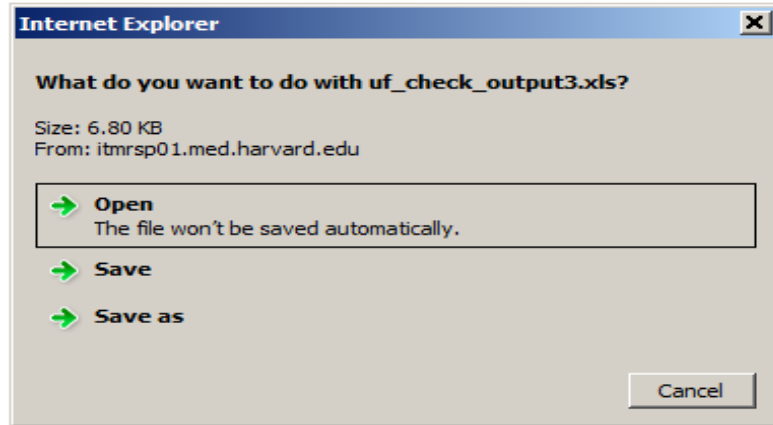 Internet Explorer
What do you want to do with uf_check_output3.xls?
Size: 6.80 KB
From: itmrsp01.med.harvard.edu
Open
The file won't be saved automatically.
Save
Save as
Cancel